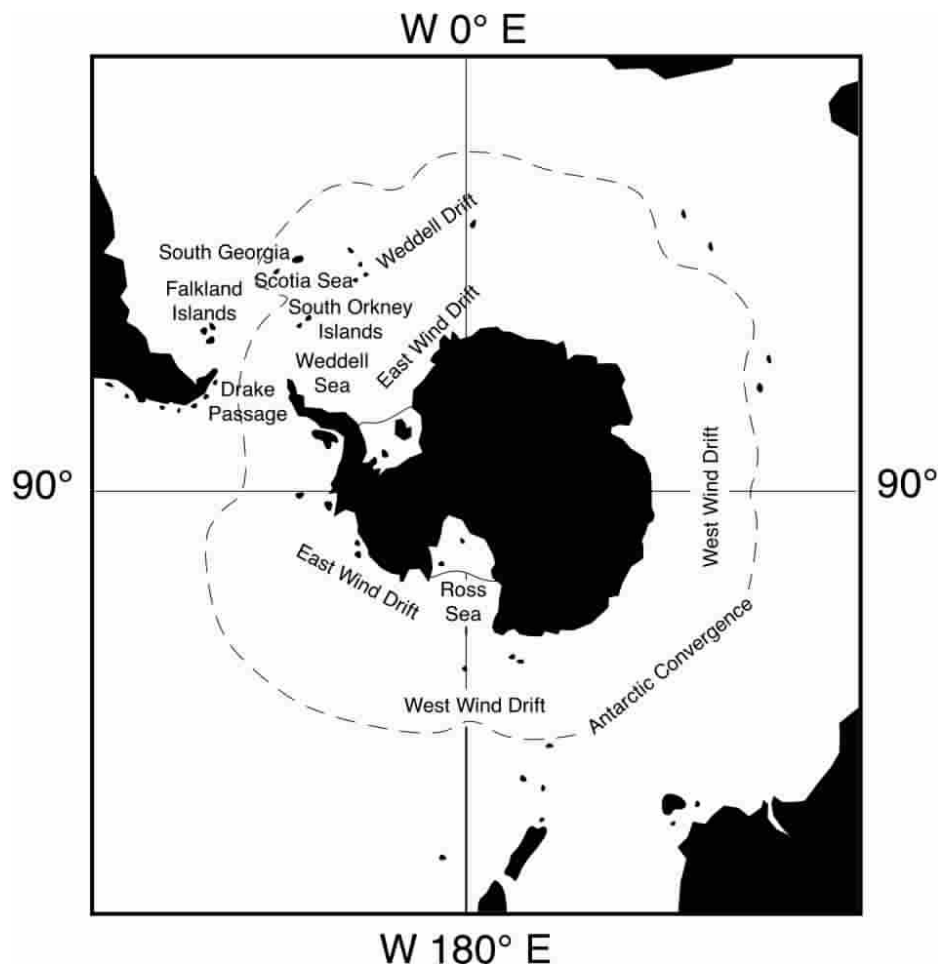 W 0° E
Weddell Drift
South Georgia
Scotia Sea
Falkland
Islands
South Orkney
Islands
East Wind Drift
Weddell
Sea
Drake
Passage
90°
90°
West Wind Drift
East Wind Drift
Ross
Sea
Antarctic Convergence
West Wind Drift
W 180° E